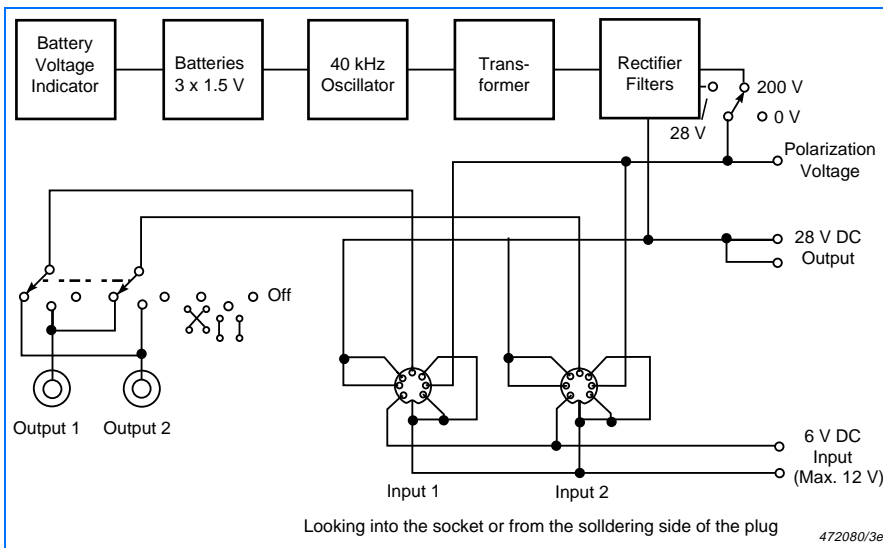 Battery
Voltage
Indicator
Batteries
3 x 1.5 V
40 kHz
Oscillator
Trans-
former
Rectifier
Filters
200 V
0 V
28 V
Polarization
Voltage
28 V DC
Output
Off
Output 1
Output 2
6 V DC
Input
(Max. 12 V)
Input 1
Input 2
Looking into the socket or from the solldering side of the plug
472080/3e